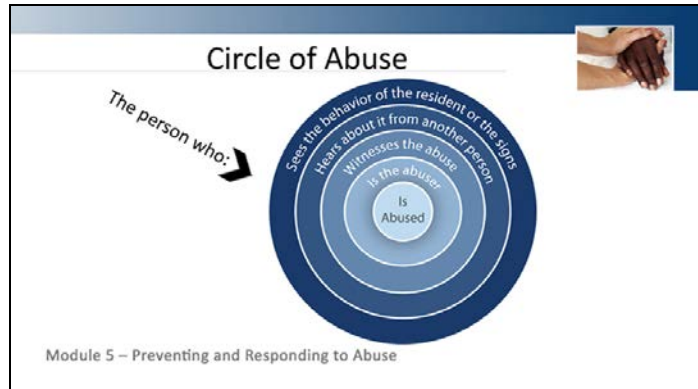 Circle of Abuse
The person who:
Sees the behavior of the resident or the signs
Hears about it from another person
Witnesses the abuse
Is the abuser
Is
Abused
Module 5 – Preventing and Responding to Abuse